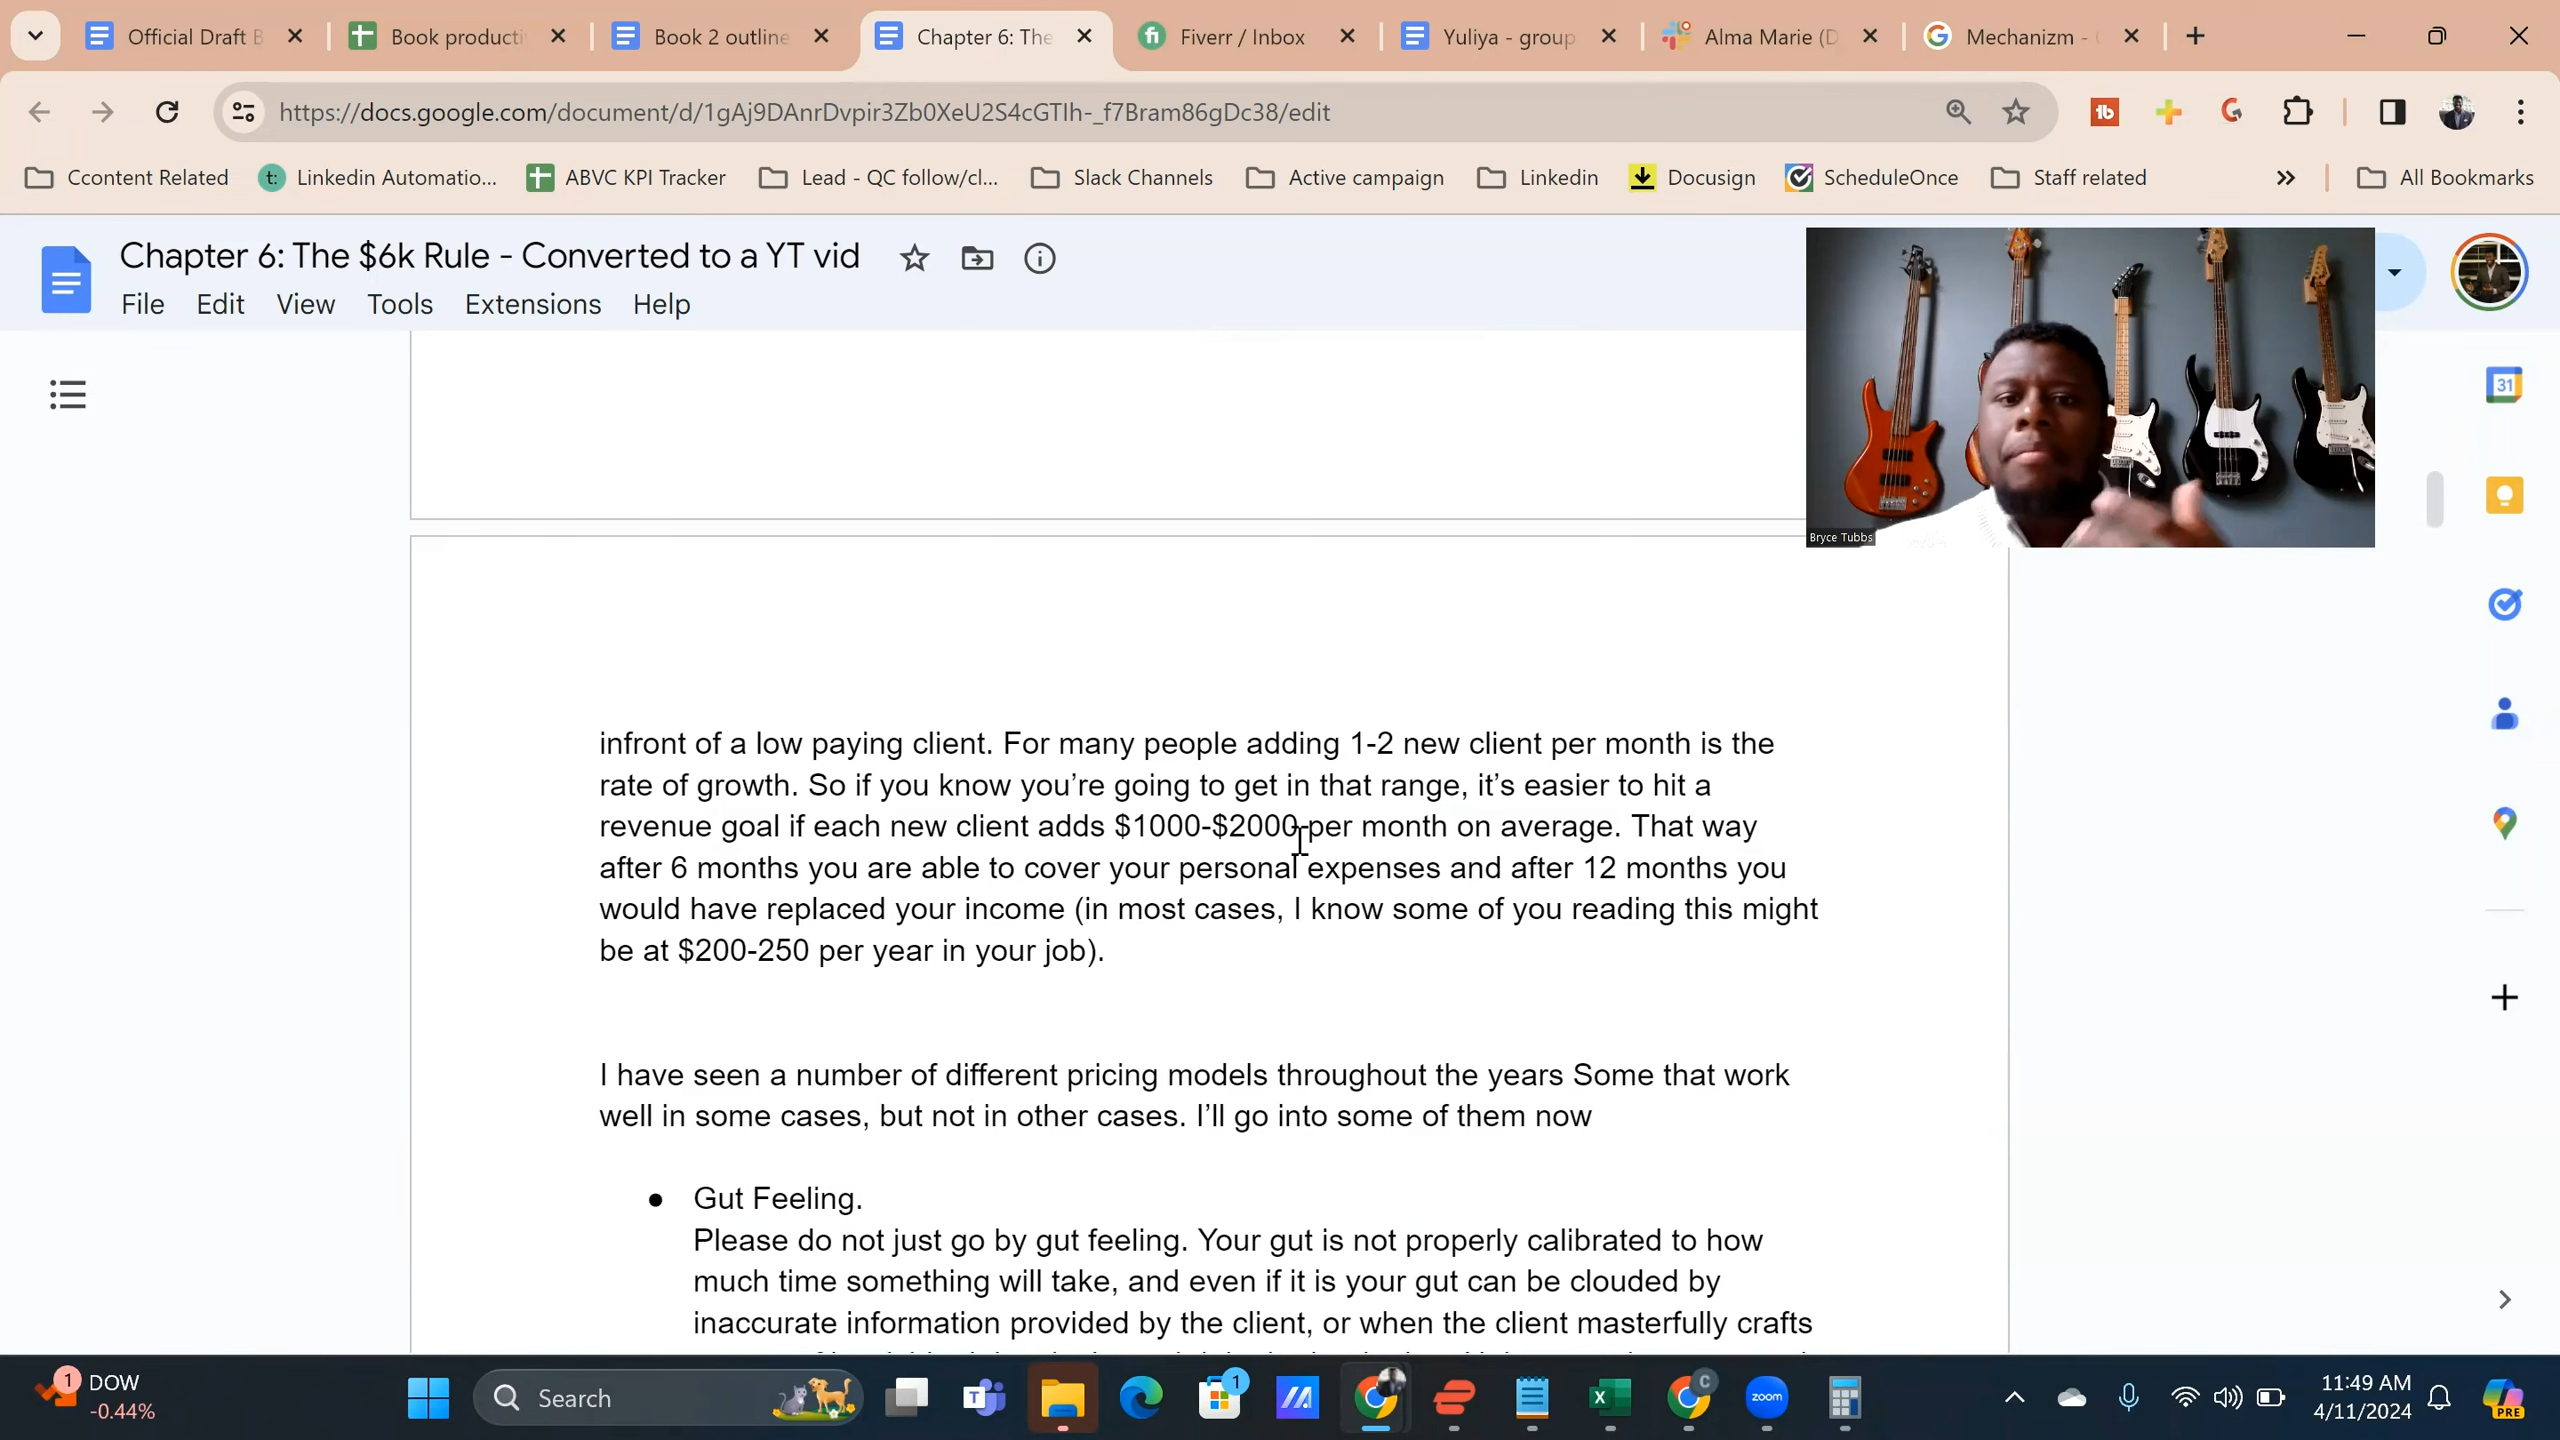 Official Draft B
Book producti
Book 2 outline
Chapter 6: The
Fiverr / Inbox
Yuliya - group
Alma Marie (D
Mechanizm -
https://docs.google.com/document/d/1gAj9DAnrDvpir3Zb0XeU2S4cGTIh-_f7Bram86gDc38/edit
Ccontent Related
Linkedin Automatio...
ABVC KPI Tracker
Lead - QC follow/cl...
Slack Channels
Active campaign
Linkedin
Docusign
ScheduleOnce
Staff related
All Bookmarks
Chapter 6: The $6k Rule - Converted to a YT vid
File Edit View Tools Extensions Help
Bryce Tubbs
31
infront of a low paying client. For many people adding 1-2 new client per month is the
rate of growth. So if you know you’re going to get in that range, it’s easier to hit a
revenue goal if each new client adds $1000-$2000 per month on average. That way
after 6 months you are able to cover your personal expenses and after 12 months you
would have replaced your income (in most cases, I know some of you reading this might
be at $200-250 per year in your job).
I have seen a number of different pricing models throughout the years Some that work
well in some cases, but not in other cases. I’ll go into some of them now
● Gut Feeling.
Please do not just go by gut feeling. Your gut is not properly calibrated to how
much time something will take, and even if it is your gut can be clouded by
inaccurate information provided by the client, or when the client masterfully crafts
1
DOW
-0.44%
Search
1
C
zoom
11:49 AM
4/11/2024
PRE